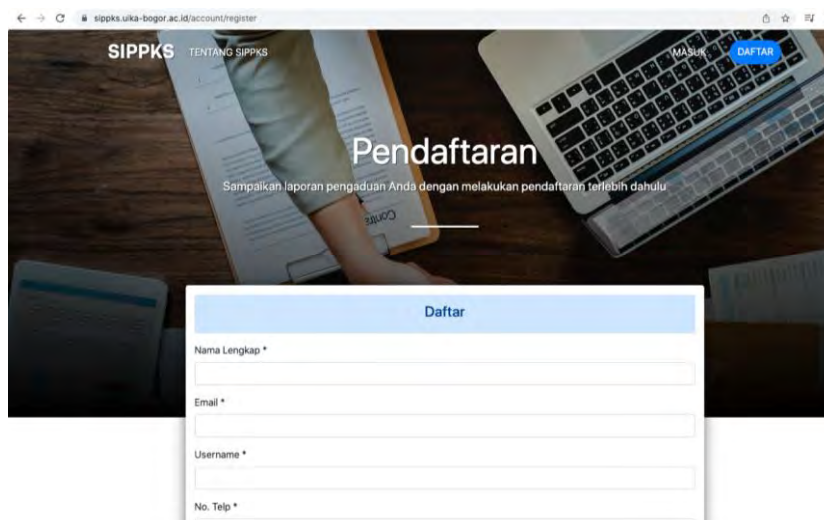 sippks.uika-bogor.ac.id/account/register
SIPPKS TENTANG SIPPKS MASUK DAFTAR
Pendaftaran
Sampaikan laporan pengaduan Anda dengan melakukan pendaftaran terlebih dahulu
Daftar
Nama Lengkap *
Email *
Username *
No. Telp *